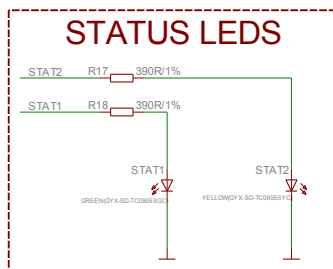 STATUS LEDS
STAT2 R17 390R/1%
STAT1 R18 390R/1%
STAT1 STAT2
GREEN(GYX-SD-TC0805SGC) YELLOW(GYX-SD-TC0805SYC)